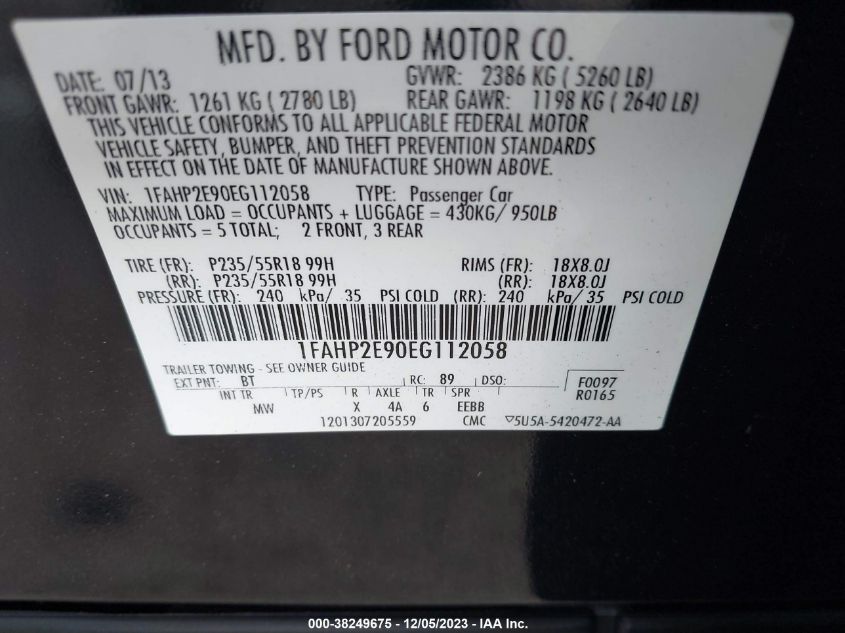 MFD. BY FORD MOTOR CO.
DATE: 07/13 GVWR: 2386 KG ( 5260 LB)
FRONT GAWR: 1261 KG ( 2780 LB) REAR GAWR: 1198 KG ( 2640 LB)
THIS VEHICLE CONFORMS TO ALL APPLICABLE FEDERAL MOTOR
VEHICLE SAFETY, BUMPER, AND THEFT PREVENTION STANDARDS
IN EFFECT ON THE DATE OF MANUFACTURE SHOWN ABOVE.
VIN: 1FAHP2E90EG112058 TYPE: Passenger Car
MAXIMUM LOAD = OCCUPANTS + LUGGAGE = 430KG/ 950LB
OCCUPANTS = 5 TOTAL; 2 FRONT, 3 REAR
TIRE (FR): P235/55R18 99H RIMS (FR): 18X8.0J
(RR): P235/55R18 99H (RR): 18X8.0J
PRESSURE (FR): 240 kPa/ 35 PSI COLD (RR): 240 kPa/ 35 PSI COLD
1FAHP2E90EG112058
TRAILER TOWING - SEE OWNER GUIDE
EXT PNT: BT RC: 89 DSO: F0097
INT TR TP/PS R AXLE TR SPR R0165
MW X 4A 6 EEBB
1201307205559 CMC ▽5U5A-5420472-AA
000-38249675 - 12/05/2023 - IAA Inc.